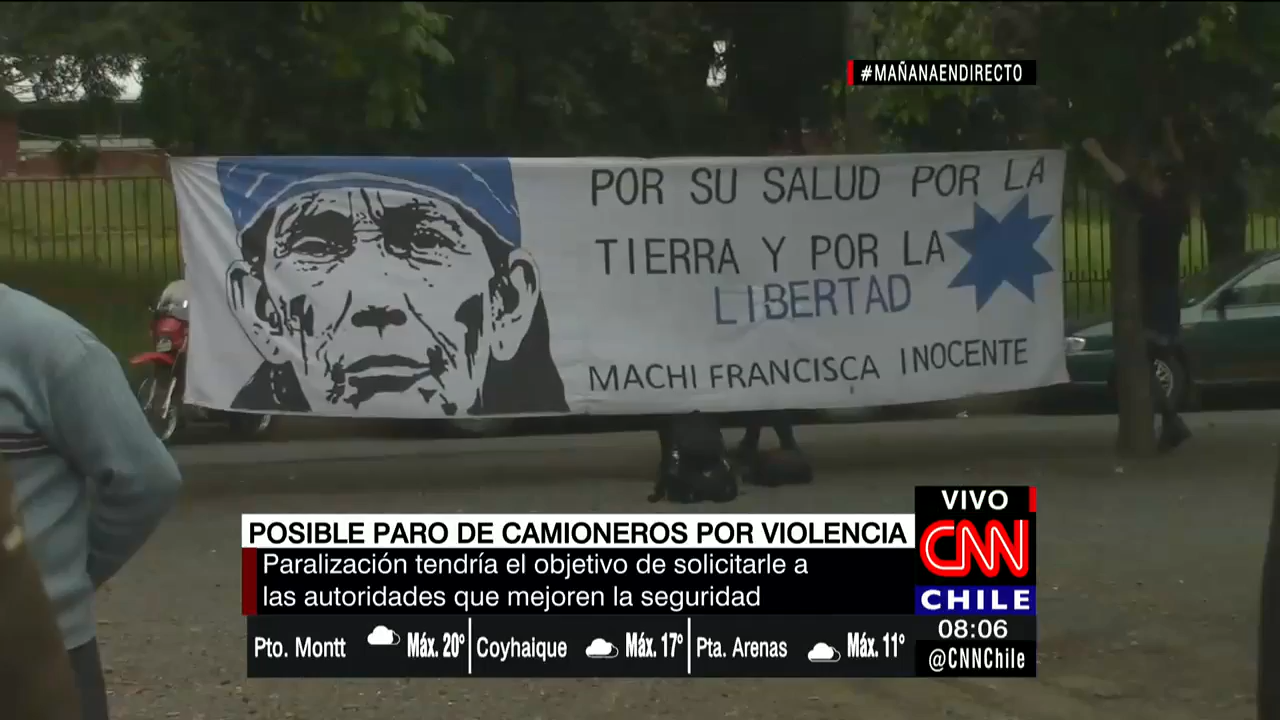 #MAÑANAENDIRECTO
POR SU SALUD POR LA
TIERRA Y POR LA
LIBERTAD
MACHI FRANCISCA INOCENTE
POSIBLE PARO DE CAMIONEROS POR VIOLENCIA
Paralización tendría el objetivo de solicitarle a
las autoridades que mejoren la seguridad
Pto. Montt Máx. 20° Coyhaique Máx. 17° Pta. Arenas Máx. 11°
VIVO
CNN
CHILE
08:06
@CNNChile